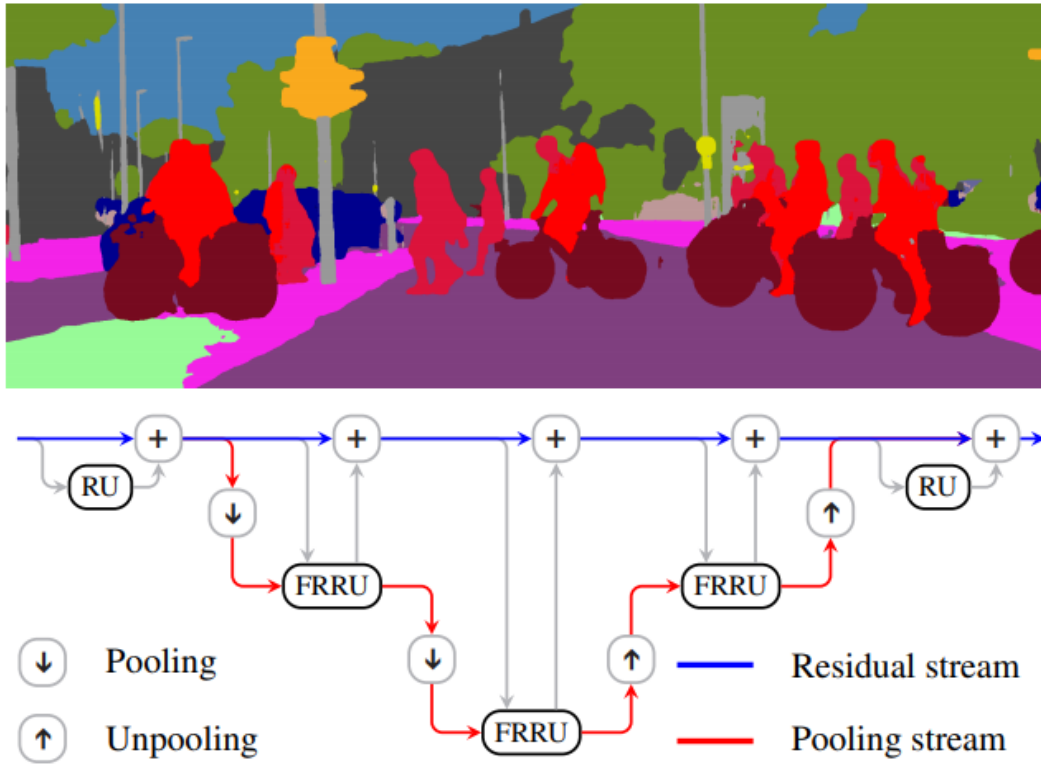 + + + + +
RU RU
↓ ↑
FRRU FRRU
↓ Pooling ↓ ↑ Residual stream
↑ Unpooling FRRU Pooling stream